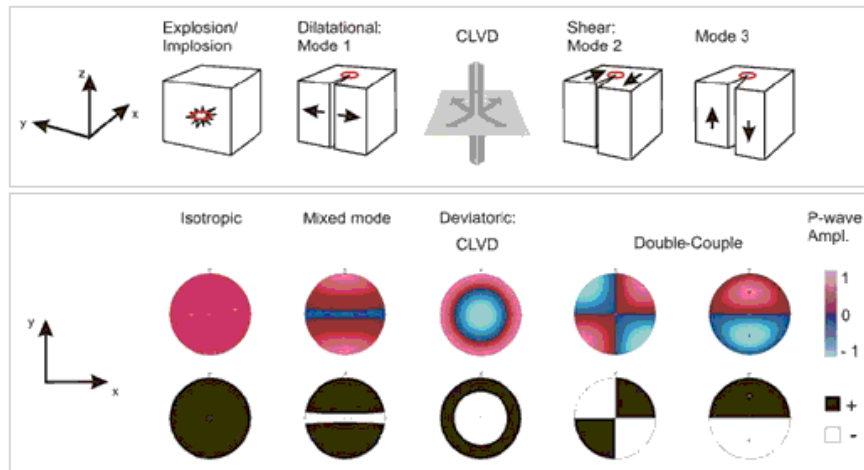 Explosion/
Implosion
Dilatational:
Mode 1
CLVD
Shear:
Mode 2
Mode 3
z
y
x
Isotropic
Mixed mode
Deviatoric:
CLVD
Double-Couple
P-wave
Ampl.
1
0
- 1
y
x
+
-